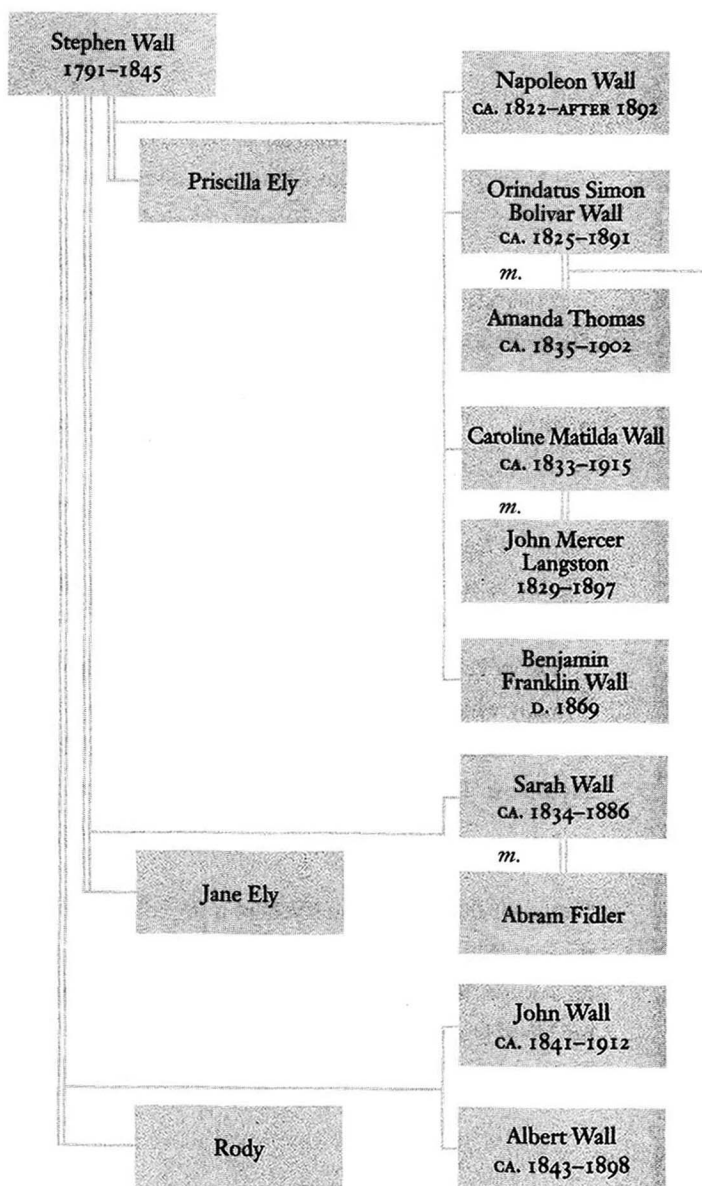 Stephen Wall
1791–1845
Priscilla Ely
Napoleon Wall
CA. 1822–AFTER 1892
Orindatus Simon
Bolivar Wall
CA. 1825–1891
m.
Amanda Thomas
CA. 1835–1902
Caroline Matilda Wall
CA. 1833–1915
m.
John Mercer
Langston
1829–1897
Benjamin
Franklin Wall
D. 1869
Jane Ely
Sarah Wall
CA. 1834–1886
m.
Abram Fidler
Rody
John Wall
CA. 1841–1912
Albert Wall
CA. 1843–1898